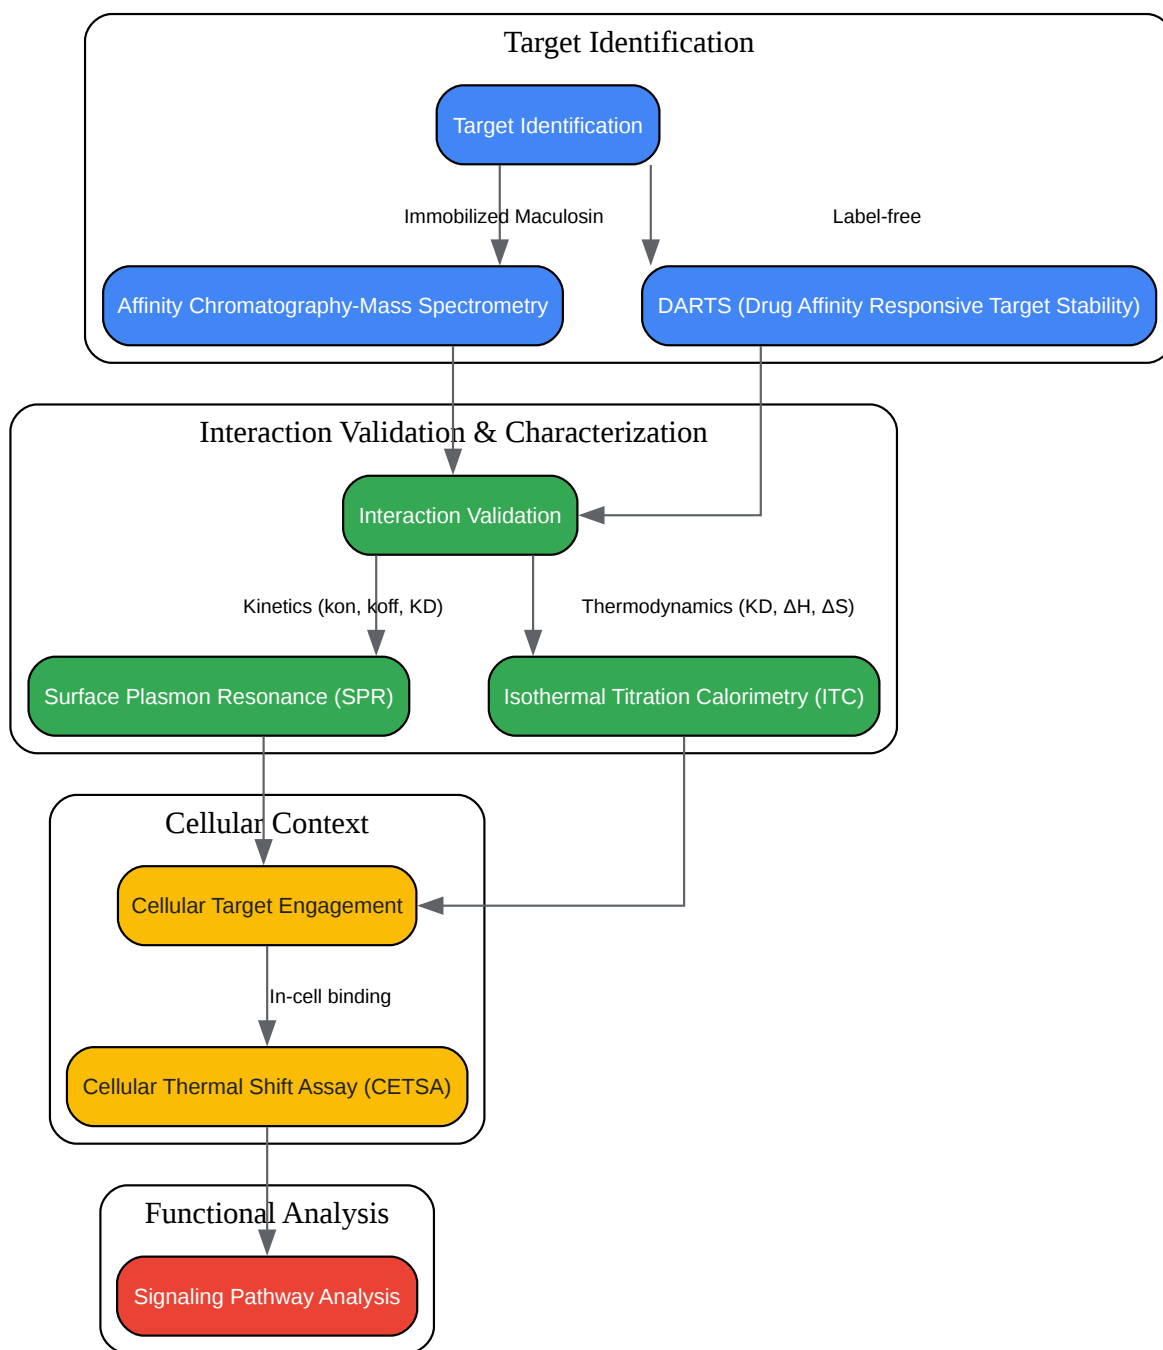 Target Identification
Target Identification
Immobilized Maculosin
Label-free
Affinity Chromatography-Mass Spectrometry
DARTS (Drug Affinity Responsive Target Stability)
Interaction Validation & Characterization
Interaction Validation
Kinetics (kon, koff, KD)
Thermodynamics (KD, ΔH, ΔS)
Surface Plasmon Resonance (SPR)
Isothermal Titration Calorimetry (ITC)
Cellular Context
Cellular Target Engagement
In-cell binding
Cellular Thermal Shift Assay (CETSA)
Functional Analysis
Signaling Pathway Analysis